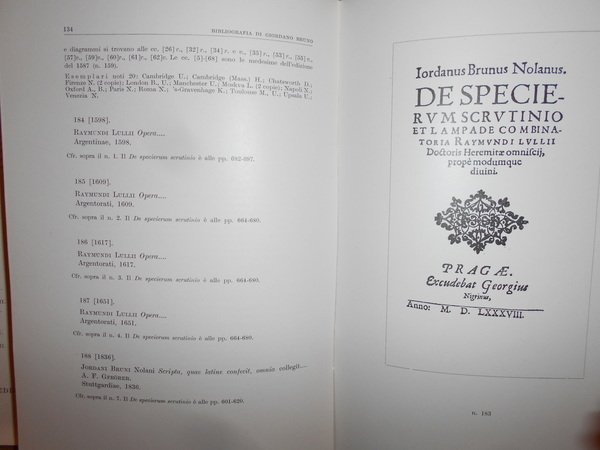 134
BIBLIOGRAFIA DI GIORDANO BRUNO
e diagrammi si trovano alle cc. [26]r., [32]r., [34]r. e v., [35]r., [53]r.,
[57]r., [59]r., [60]r., [61]r., [62]r. Le cc. [5]-[68] sono le medesime dell'edizione
del 1587 (n. 159).
Esemplari noti 20: Cambridge U.; Cambridge (Mass.) H.; Chatsworth D.;
Firenze N. (2 copie); London B., U.; Manchester U.; Moskva L. (2 copie); Napoli N.;
Oxford A., B.; Paris N.; Roma N.; 's-Gravenhage K.; Toulouse M., U.; Upsala U.;
Venezia N.
184 [1598].
RAYMUNDI LULLII Opera....
Argentinae, 1598.
Cfr. sopra il n. 1. Il De specierum scrutinio è alle pp. 682-697.
185 [1609].
RAYMUNDI LULLII Opera....
Argentorati, 1609.
Cfr. sopra il n. 2. Il De specierum scrutinio è alle pp. 664-680.
186 [1617].
RAYMUNDI LULLII Opera....
Argentorati, 1617.
Cfr. sopra il n. 3. Il De specierum scrutinio è alle pp. 664-680.
187 [1651].
RAYMUNDI LULLII Opera....
Argentorati, 1651.
Cfr. sopra il n. 4. Il De specierum scrutinio è alle pp. 664-680.
188 [1836].
JORDANI BRUNI Nolani Scripta, quae latine confecit, omnia collegit....
A. F. GFRÖRER.
Stuttgardiae, 1836.
Cfr. sopra il n. 7. Il De specierum scrutinio è alle pp. 601-620.
Iordanus Brunus Nolanus.
DE SPECIE-
RVM SCRVTINIO
ET LAMPADE COMBINA-
TORIA RAYMVNDI LVLLII
Doctoris Heremitæ omniscij,
propè modumque
diuini.
PRAGÆ.
Excudebat Georgius
Nigrinus,
Anno: M. D. LXXXVIII.
n. 183